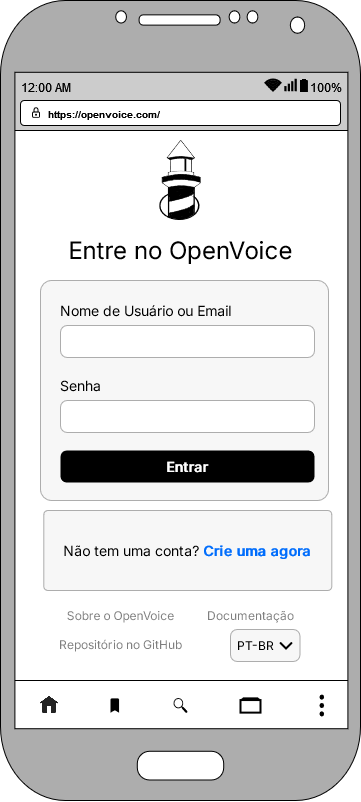 12:00 AM 100%
https://openvoice.com/
Entre no OpenVoice
Nome de Usuário ou Email
Senha
Entrar
Não tem uma conta? Crie uma agora
Sobre o OpenVoice Documentação
Repositório no GitHub PT-BR